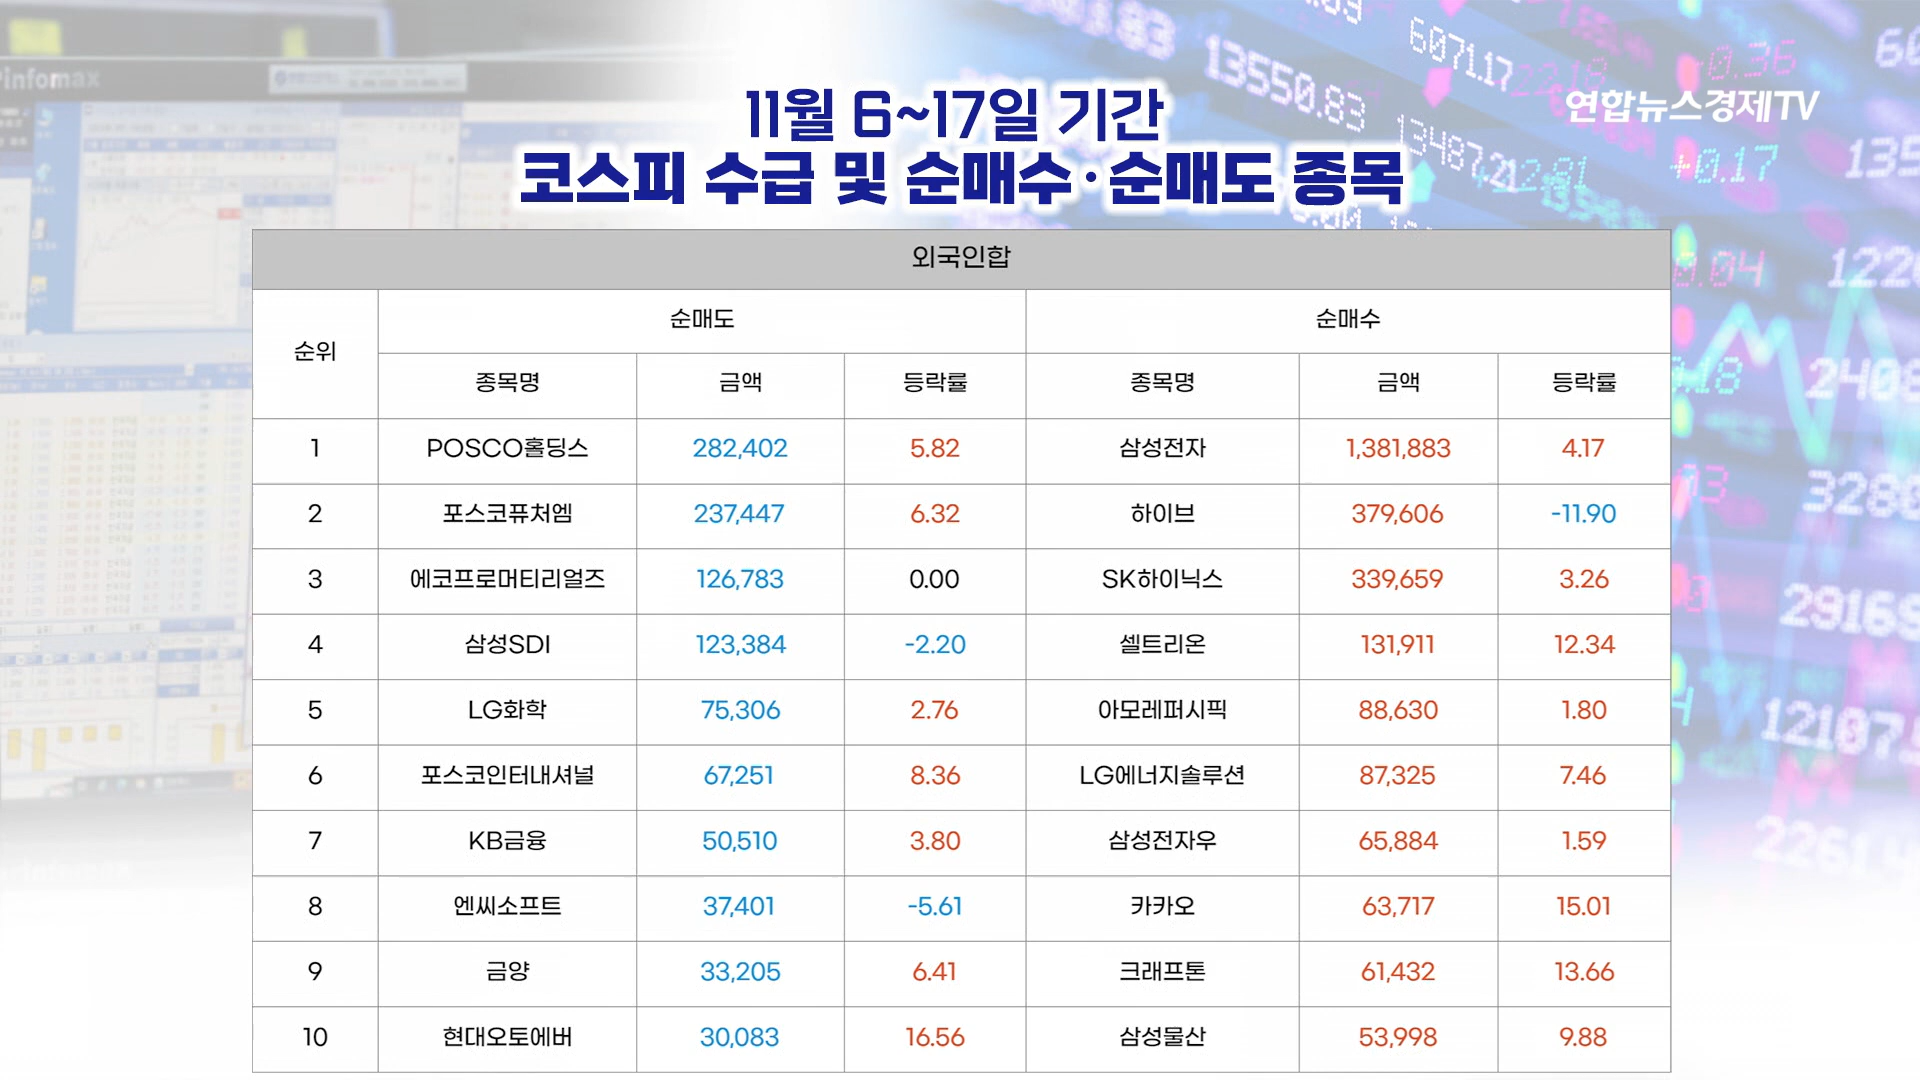 infomax
13550.83
6071.17
0.36
13487.21
+0.17
연합뉴스경제TV
11월 6~17일 기간
코스피 수급 및 순매수·순매도 종목
외국인합
순위 순매도 순매수
종목명 금액 등락률 종목명 금액 등락률
1 POSCO홀딩스 282,402 5.82 삼성전자 1,381,883 4.17
2 포스코퓨처엠 237,447 6.32 하이브 379,606 -11.90
3 에코프로머티리얼즈 126,783 0.00 SK하이닉스 339,659 3.26
4 삼성SDI 123,384 -2.20 셀트리온 131,911 12.34
5 LG화학 75,306 2.76 아모레퍼시픽 88,630 1.80
6 포스코인터내셔널 67,251 8.36 LG에너지솔루션 87,325 7.46
7 KB금융 50,510 3.80 삼성전자우 65,884 1.59
8 엔씨소프트 37,401 -5.61 카카오 63,717 15.01
9 금양 33,205 6.41 크래프톤 61,432 13.66
10 현대오토에버 30,083 16.56 삼성물산 53,998 9.88